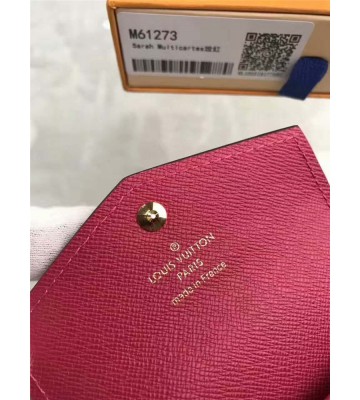 M61273
Sarah Multicartes
LOUIS VUITTON
PARIS
made in France